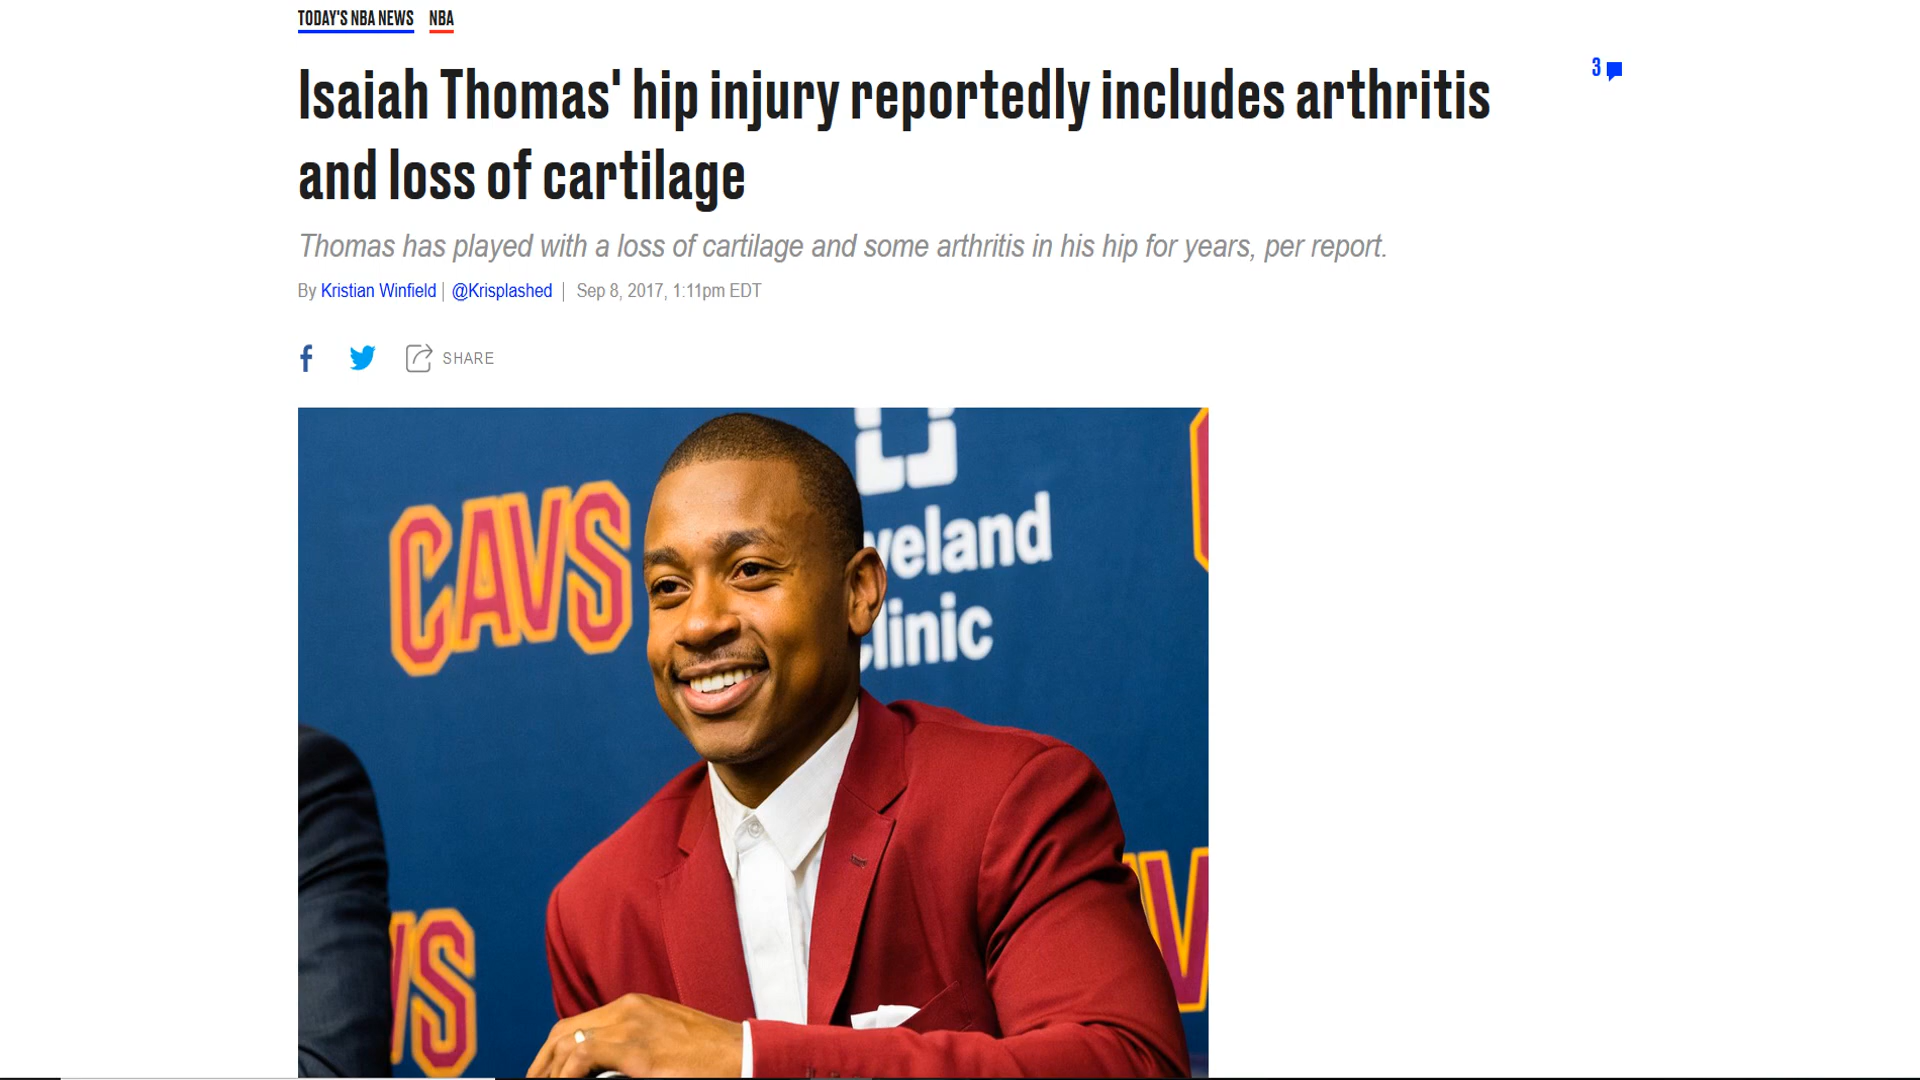 TODAY'S NBA NEWS NBA
Isaiah Thomas' hip injury reportedly includes arthritis
and loss of cartilage
3
Thomas has played with a loss of cartilage and some arthritis in his hip for years, per report.
By Kristian Winfield | @Krisplashed | Sep 8, 2017, 1:11pm EDT
SHARE
CAVS
veland
linic
VS
V